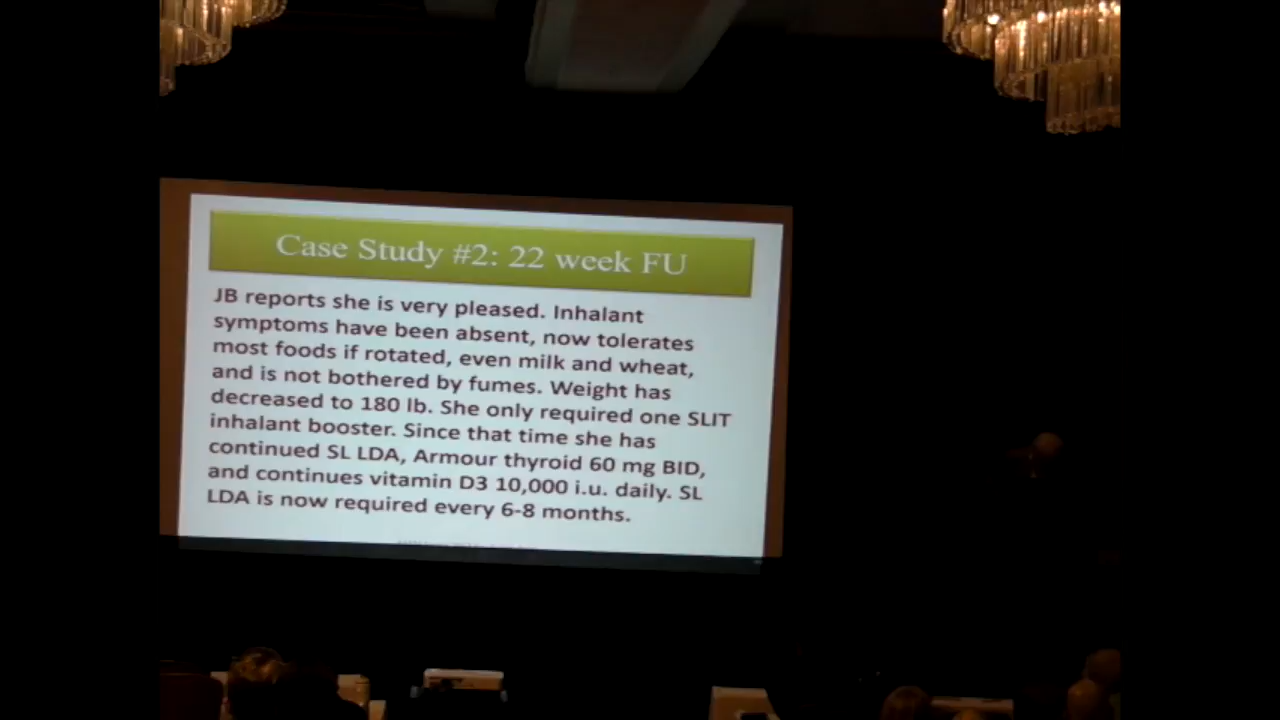 Case Study #2: 22 week FU
JB reports she is very pleased. Inhalant
symptoms have been absent, now tolerates
most foods if rotated, even milk and wheat,
and is not bothered by fumes. Weight has
decreased to 180 lb. She only required one SLIT
inhalant booster. Since that time she has
continued SL LDA, Armour thyroid 60 mg BID,
and continues vitamin D3 10,000 i.u. daily. SL
LDA is now required every 6-8 months.